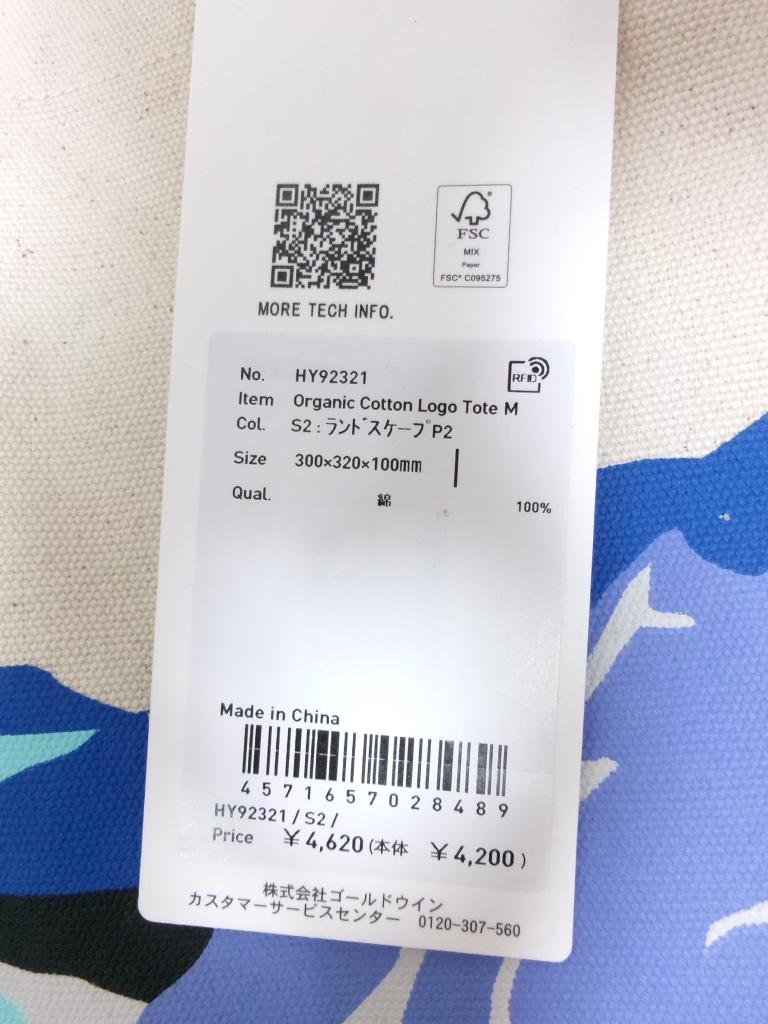 FSC®
MIX
Paper
FSC® C095275
MORE TECH INFO.
RFID
No. HY92321
Item Organic Cotton Logo Tote M
Col. S2 : ランドスケープP2
Size 300×320×100mm
Qual. 綿 100%
Made in China
4571657028489
HY92321 / S2 /
Price ¥4,620 (本体 ¥4,200)
株式会社ゴールドウイン
カスタマーサービスセンター 0120-307-560